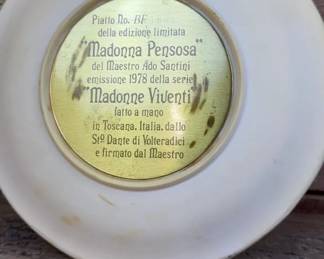 Piatto No. BF
della edizione limitata
"Madonna Pensosa"
del Maestro Ado Santini
emissione 1978 della serie
"Madonne Viventi"
fatto a mano
in Toscana, Italia, dallo
Stº Dante di Volteradici
e firmato dal Maestro